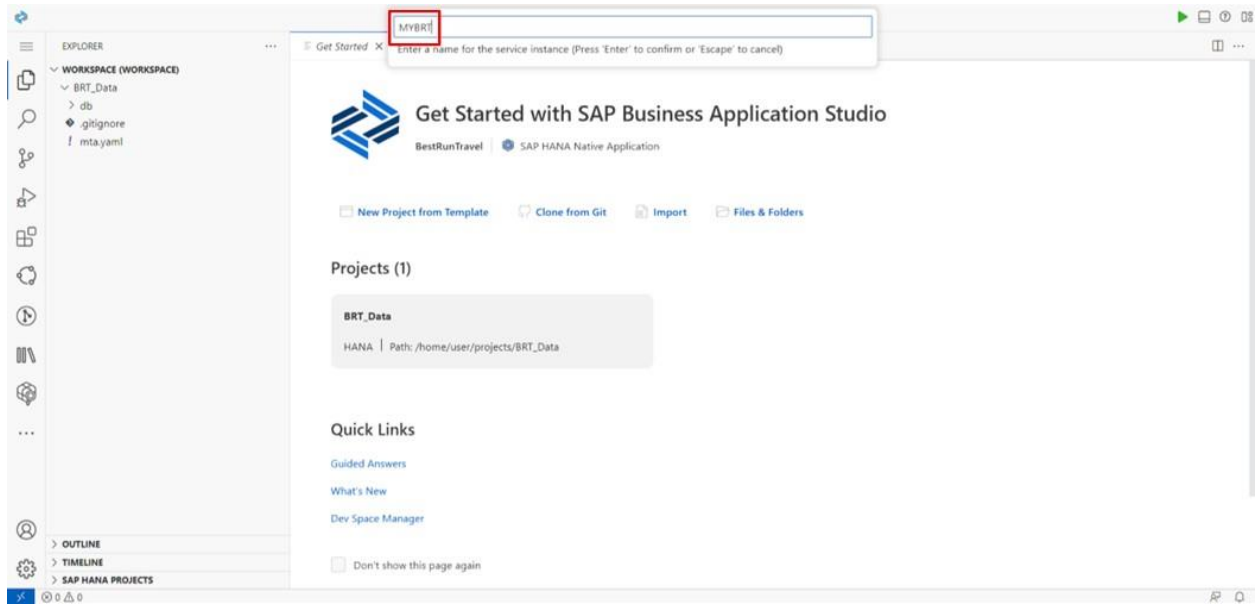 MYBRT
Enter a name for the service instance (Press 'Enter' to confirm or 'Escape' to cancel)
EXPLORER
Get Started
WORKSPACE (WORKSPACE)
BRT_Data
db
.gitignore
! mta.yaml
Get Started with SAP Business Application Studio
BestRunTravel | SAP HANA Native Application
New Project from Template Clone from Git Import Files & Folders
Projects (1)
BRT_Data
HANA | Path: /home/user/projects/BRT_Data
Quick Links
Guided Answers
What's New
Dev Space Manager
Don't show this page again
OUTLINE
TIMELINE
SAP HANA PROJECTS
0 0